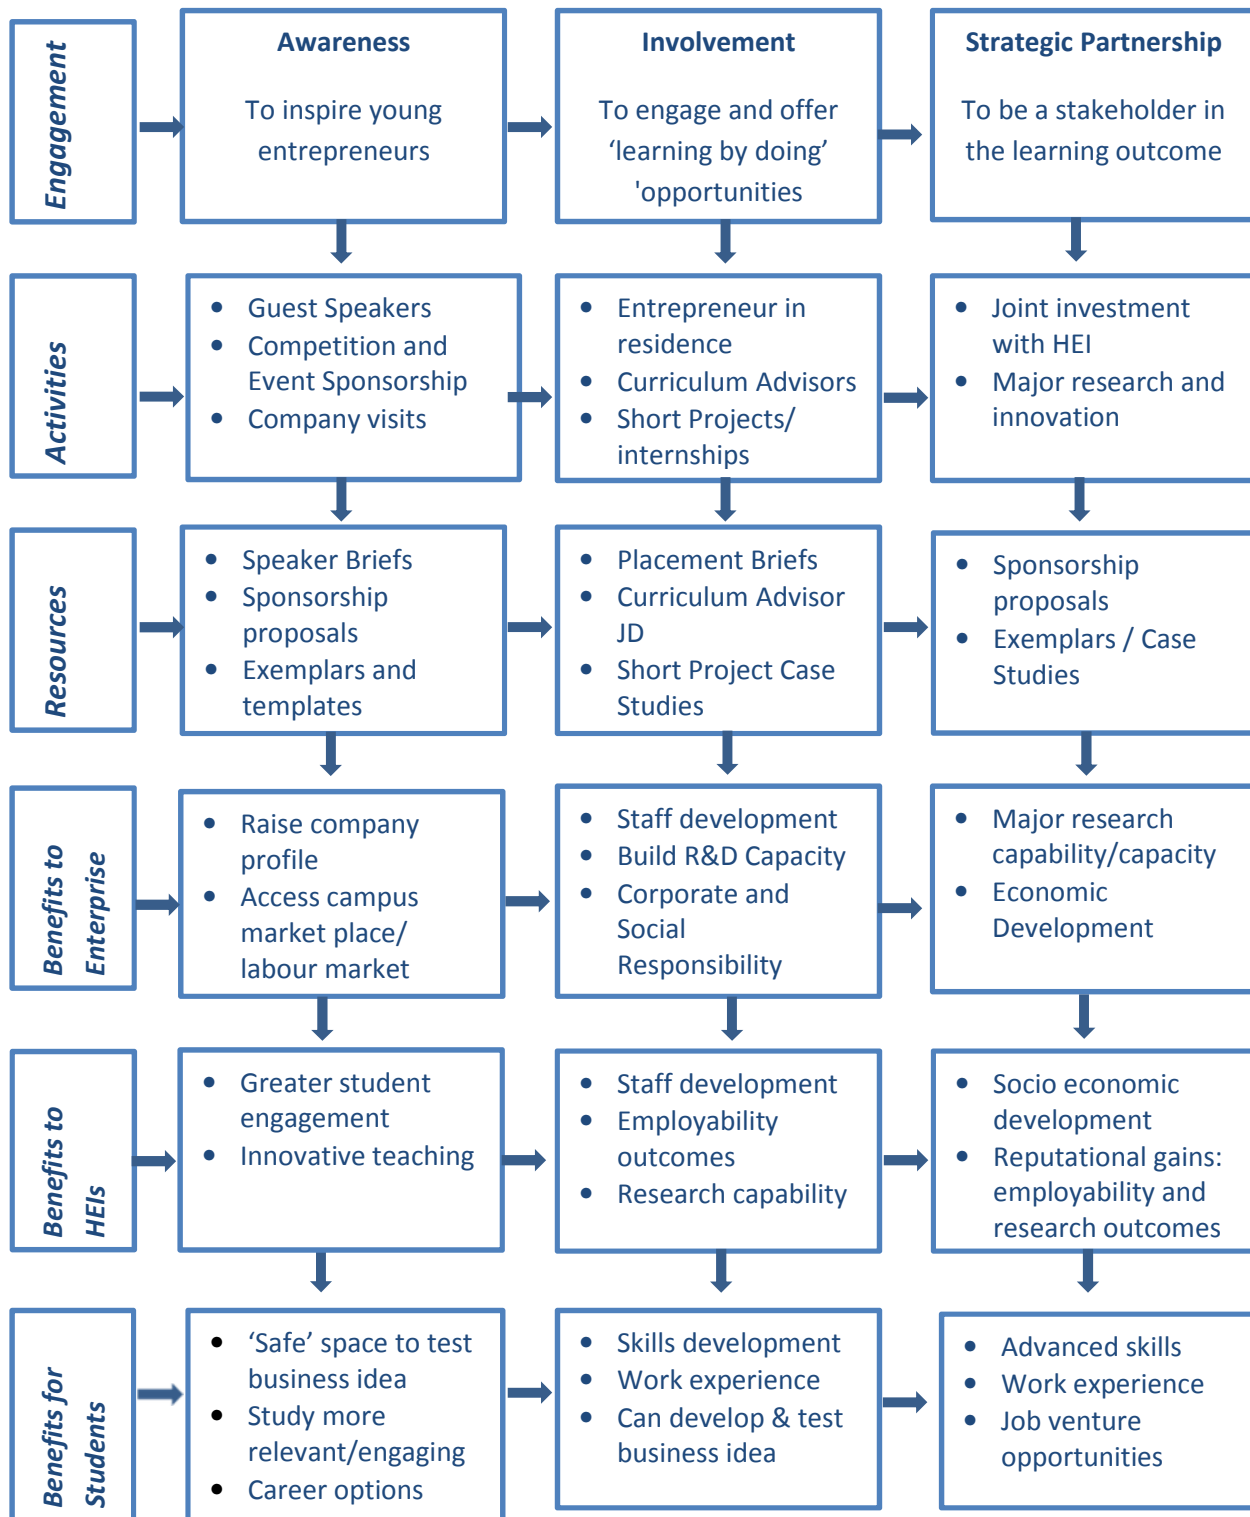 Engagement
Awareness
To inspire young
entrepreneurs
Involvement
To engage and offer
‘learning by doing’
'opportunities
Strategic Partnership
To be a stakeholder in
the learning outcome
Activities
• Guest Speakers
• Competition and
Event Sponsorship
• Company visits
• Entrepreneur in
residence
• Curriculum Advisors
• Short Projects/
internships
• Joint investment
with HEI
• Major research and
innovation
Resources
• Speaker Briefs
• Sponsorship
proposals
• Exemplars and
templates
• Placement Briefs
• Curriculum Advisor
JD
• Short Project Case
Studies
• Sponsorship
proposals
• Exemplars / Case
Studies
Benefits to
Enterprise
• Raise company
profile
• Access campus
market place/
labour market
• Staff development
• Build R&D Capacity
• Corporate and
Social
Responsibility
• Major research
capability/capacity
• Economic
Development
Benefits to
HEIs
• Greater student
engagement
• Innovative teaching
• Staff development
• Employability
outcomes
• Research capability
• Socio economic
development
• Reputational gains:
employability and
research outcomes
Benefits for
Students
• ‘Safe’ space to test
business idea
• Study more
relevant/engaging
• Career options
• Skills development
• Work experience
• Can develop & test
business idea
• Advanced skills
• Work experience
• Job venture
opportunities